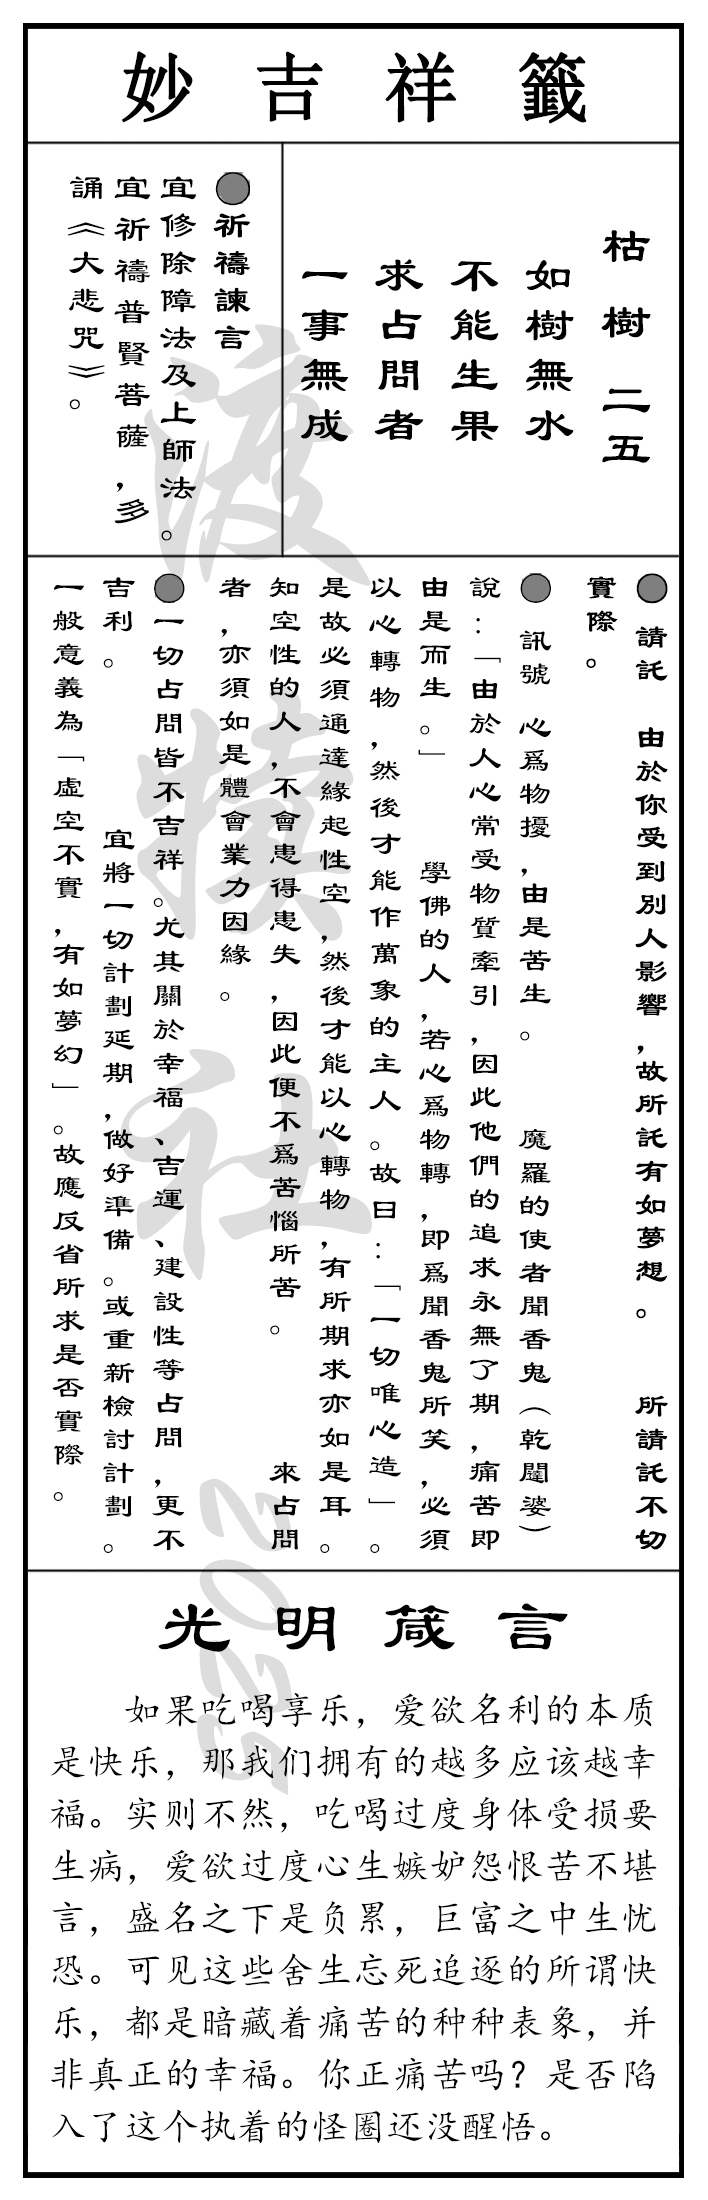 妙吉祥籤
枯樹 二五
如樹無水
不能生果
求占問者
一事無成
●祈禱諫言
宜修除障法及上師法。
宜祈禱普賢菩薩，多
誦《大悲咒》。
● 請託　由於你受到別人影響，故所託有如夢想。　所請託不切
實際。
● 訊號　心爲物擾，由是苦生。　魔羅的使者聞香鬼（乾闥婆）
說：「由於人心常受物質牽引，因此他們的追求永無了期，痛苦即
由是而生。」　學佛的人，若心爲物轉，即爲聞香鬼所笑，必須
以心轉物，然後才能作萬象的主人。故曰：「一切唯心造」。
是故必須通達緣起性空，然後才能以心轉物，有所期求亦如是耳。
知空性的人，不會患得患失，因此便不爲苦惱所苦。　來占問
者，亦須如是體會業力因緣。
●一切占問皆不吉祥。尤其關於幸福、吉運、建設性等占問，更不
吉利。　宜將一切計劃延期，做好準備。或重新檢討計劃。
一般意義為「虛空不實，有如夢幻」。故應反省所求是否實際。
光明箴言
如果吃喝享乐，爱欲名利的本质
是快乐，那我们拥有的越多应该越幸
福。实则不然，吃喝过度身体受损要
生病，爱欲过度心生嫉妒怨恨苦不堪
言，盛名之下是负累，巨富之中生忧
恐。可见这些舍生忘死追逐的所谓快
乐，都是暗藏着痛苦的种种表象，并
非真正的幸福。你正痛苦吗？是否陷
入了这个执着的怪圈还没醒悟。
渡犊社
2025